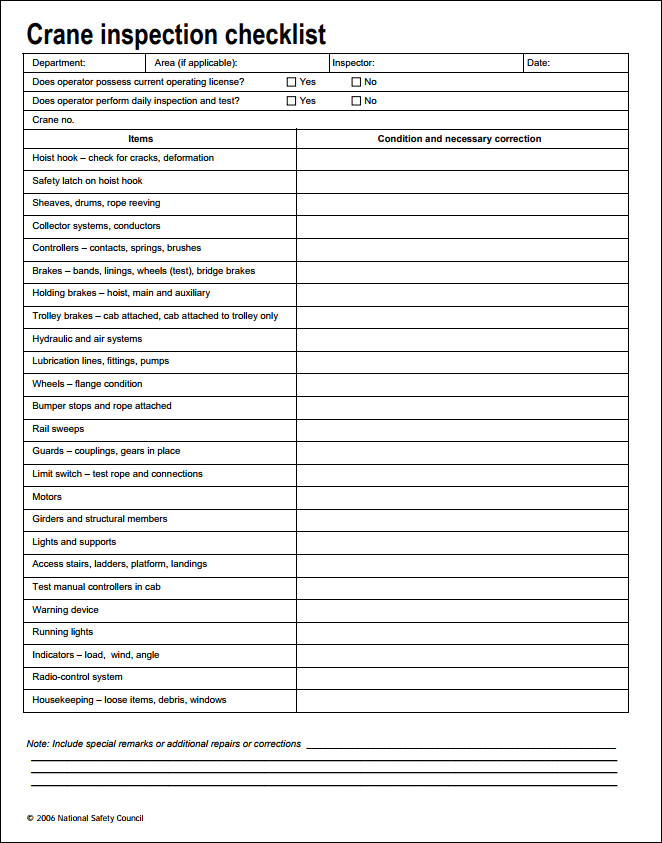 Crane inspection checklist
Department: Area (if applicable): Inspector: Date:
Does operator possess current operating license? Yes No
Does operator perform daily inspection and test? Yes No
Crane no.
Items Condition and necessary correction
Hoist hook – check for cracks, deformation
Safety latch on hoist hook
Sheaves, drums, rope reeving
Collector systems, conductors
Controllers – contacts, springs, brushes
Brakes – bands, linings, wheels (test), bridge brakes
Holding brakes – hoist, main and auxiliary
Trolley brakes – cab attached, cab attached to trolley only
Hydraulic and air systems
Lubrication lines, fittings, pumps
Wheels – flange condition
Bumper stops and rope attached
Rail sweeps
Guards – couplings, gears in place
Limit switch – test rope and connections
Motors
Girders and structural members
Lights and supports
Access stairs, ladders, platform, landings
Test manual controllers in cab
Warning device
Running lights
Indicators – load, wind, angle
Radio-control system
Housekeeping – loose items, debris, windows
Note: Include special remarks or additional repairs or corrections
© 2006 National Safety Council